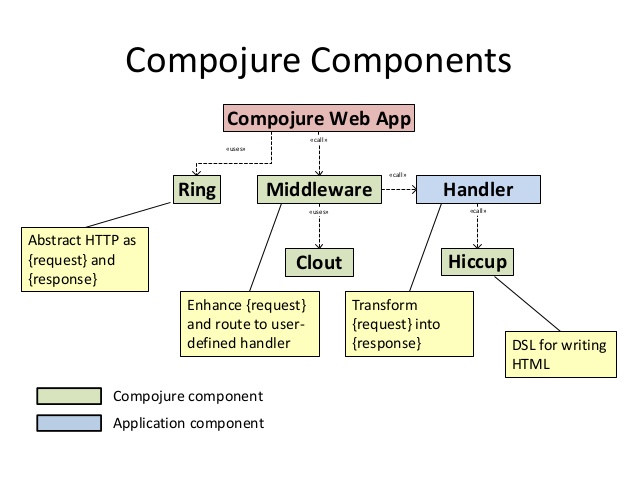 Compojure Components
Compojure Web App
«uses»
«call»
Ring
Middleware
«call»
Handler
«uses»
«call»
Abstract HTTP as
{request} and
{response}
Clout
Hiccup
Enhance {request}
and route to user-
defined handler
Transform
{request} into
{response}
DSL for writing
HTML
Compojure component
Application component